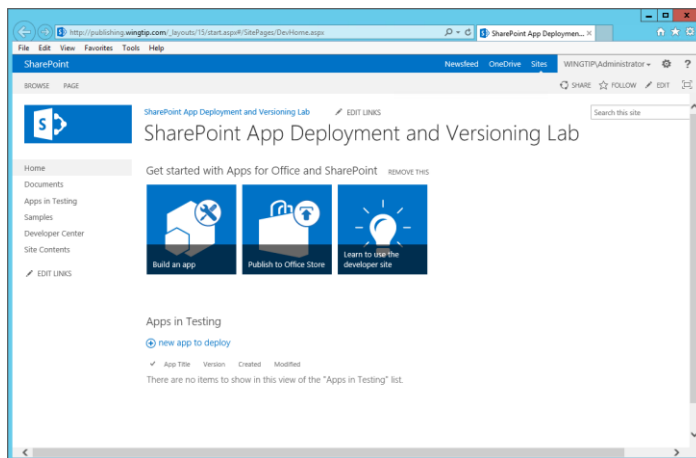 http://publishing.wingtip.com/_layouts/15/start.aspx#/SitePages/DevHome.aspx
SharePoint App Deploymen...
File Edit View Favorites Tools Help
SharePoint
Newsfeed OneDrive Sites WINGTIP\Administrator ?
BROWSE PAGE
SHARE FOLLOW EDIT
S
SharePoint App Deployment and Versioning Lab EDIT LINKS
Search this site
SharePoint App Deployment and Versioning Lab
Home
Documents
Apps in Testing
Samples
Developer Center
Site Contents
EDIT LINKS
Get started with Apps for Office and SharePoint REMOVE THIS
Build an app
Publish to Office Store
Learn to use the
developer site
Apps in Testing
new app to deploy
App Title Version Created Modified
There are no items to show in this view of the "Apps in Testing" list.